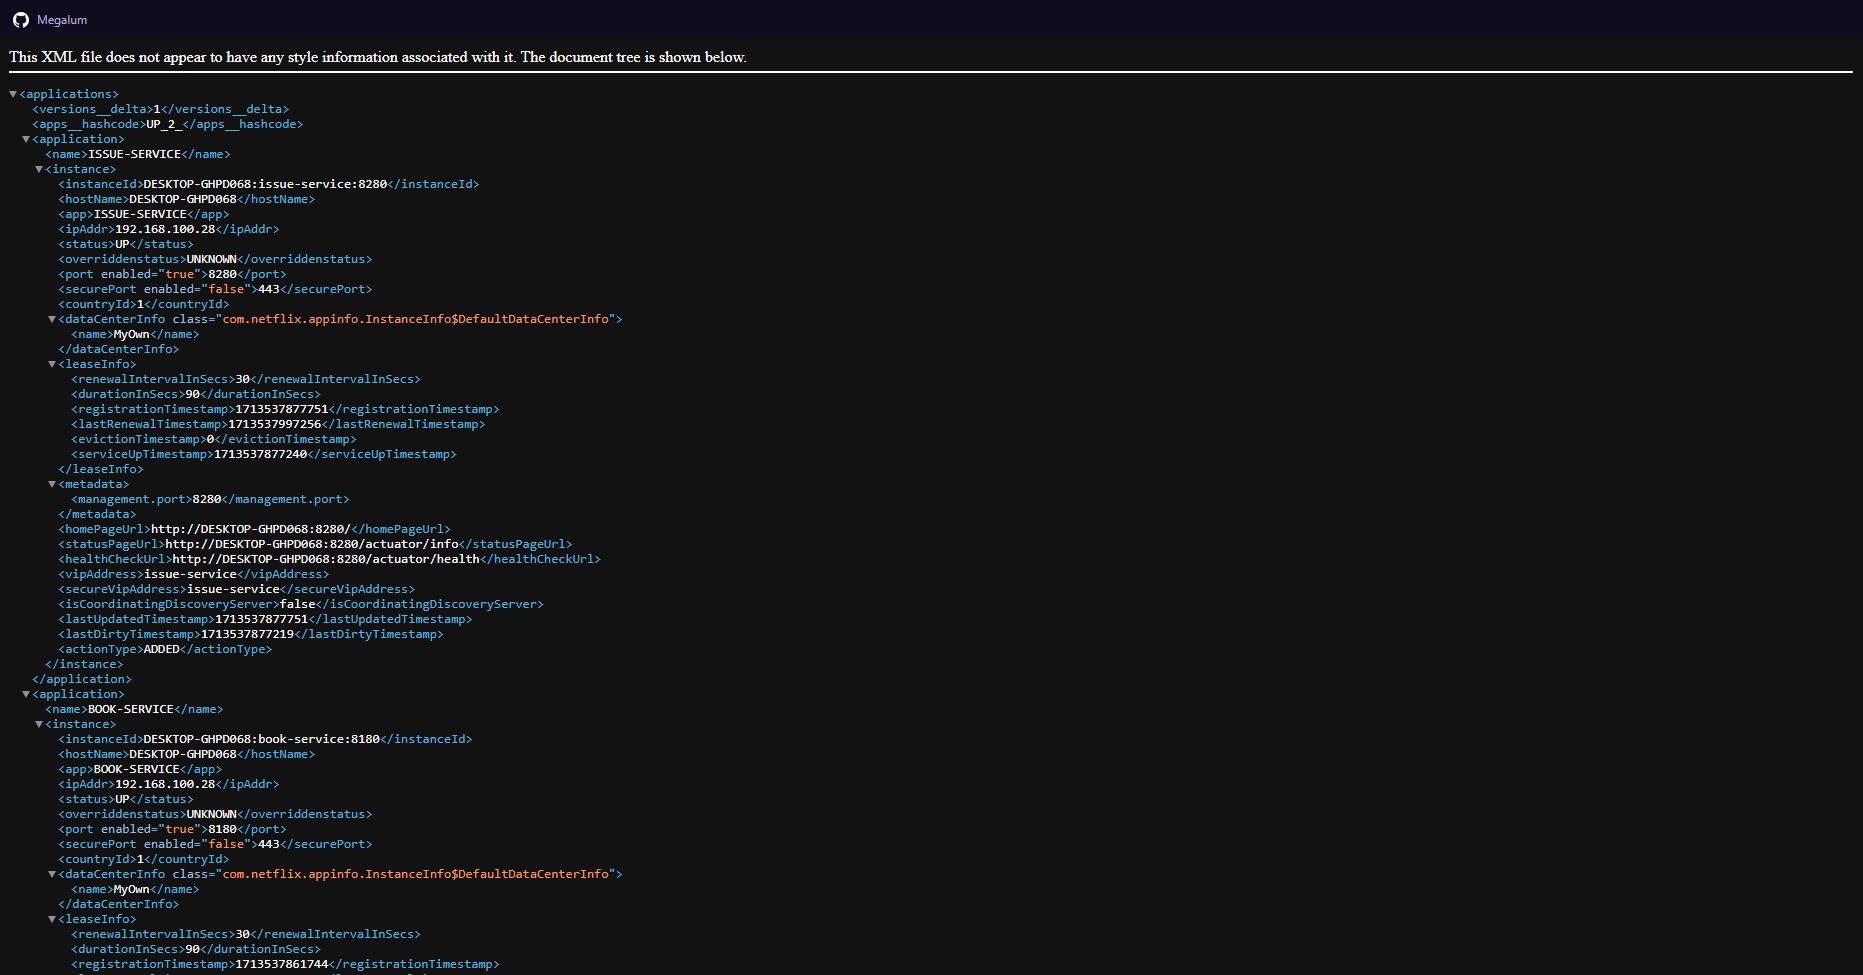 Megalum
This XML file does not appear to have any style information associated with it. The document tree is shown below.
▼<applications>
<versions__delta>1</versions__delta>
<apps__hashcode>UP_2_</apps__hashcode>
▼<application>
<name>ISSUE-SERVICE</name>
▼<instance>
<instanceId>DESKTOP-GHPD068:issue-service:8280</instanceId>
<hostName>DESKTOP-GHPD068</hostName>
<app>ISSUE-SERVICE</app>
<ipAddr>192.168.100.28</ipAddr>
<status>UP</status>
<overriddenstatus>UNKNOWN</overriddenstatus>
<port enabled="true">8280</port>
<securePort enabled="false">443</securePort>
<countryId>1</countryId>
▼<dataCenterInfo class="com.netflix.appinfo.InstanceInfo$DefaultDataCenterInfo">
<name>MyOwn</name>
</dataCenterInfo>
▼<leaseInfo>
<renewalIntervalInSecs>30</renewalIntervalInSecs>
<durationInSecs>90</durationInSecs>
<registrationTimestamp>1713537877751</registrationTimestamp>
<lastRenewalTimestamp>1713537997256</lastRenewalTimestamp>
<evictionTimestamp>0</evictionTimestamp>
<serviceUpTimestamp>1713537877240</serviceUpTimestamp>
</leaseInfo>
▼<metadata>
<management.port>8280</management.port>
</metadata>
<homePageUrl>http://DESKTOP-GHPD068:8280/</homePageUrl>
<statusPageUrl>http://DESKTOP-GHPD068:8280/actuator/info</statusPageUrl>
<healthCheckUrl>http://DESKTOP-GHPD068:8280/actuator/health</healthCheckUrl>
<vipAddress>issue-service</vipAddress>
<secureVipAddress>issue-service</secureVipAddress>
<isCoordinatingDiscoveryServer>false</isCoordinatingDiscoveryServer>
<lastUpdatedTimestamp>1713537877751</lastUpdatedTimestamp>
<lastDirtyTimestamp>1713537877219</lastDirtyTimestamp>
<actionType>ADDED</actionType>
</instance>
</application>
▼<application>
<name>BOOK-SERVICE</name>
▼<instance>
<instanceId>DESKTOP-GHPD068:book-service:8180</instanceId>
<hostName>DESKTOP-GHPD068</hostName>
<app>BOOK-SERVICE</app>
<ipAddr>192.168.100.28</ipAddr>
<status>UP</status>
<overriddenstatus>UNKNOWN</overriddenstatus>
<port enabled="true">8180</port>
<securePort enabled="false">443</securePort>
<countryId>1</countryId>
▼<dataCenterInfo class="com.netflix.appinfo.InstanceInfo$DefaultDataCenterInfo">
<name>MyOwn</name>
</dataCenterInfo>
▼<leaseInfo>
<renewalIntervalInSecs>30</renewalIntervalInSecs>
<durationInSecs>90</durationInSecs>
<registrationTimestamp>1713537861744</registrationTimestamp>